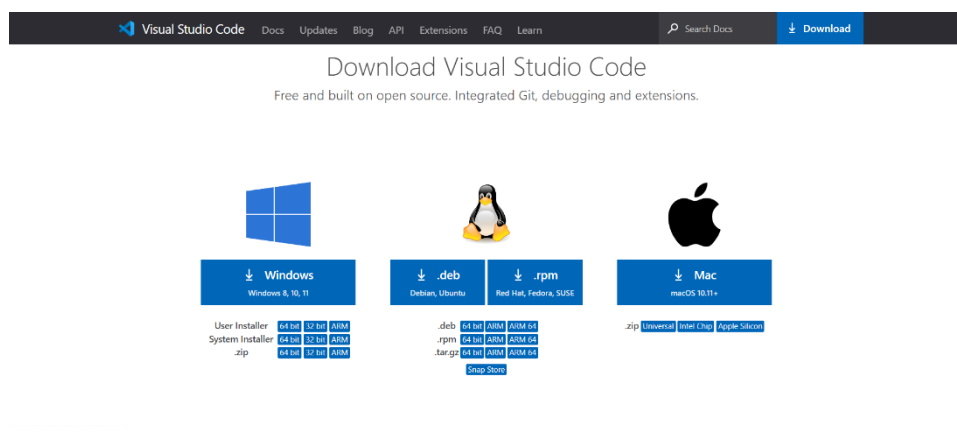 Visual Studio Code Docs Updates Blog API Extensions FAQ Learn Search Docs Download
Download Visual Studio Code
Free and built on open source. Integrated Git, debugging and extensions.
Windows
Windows 8, 10, 11
.deb
Debian, Ubuntu
.rpm
Red Hat, Fedora, SUSE
Mac
macOS 10.11+
User Installer 64 bit 32 bit ARM
System Installer 64 bit 32 bit ARM
.zip 64 bit 32 bit ARM
.deb 64 bit ARM ARM 64
.rpm 64 bit ARM ARM 64
.tar.gz 64 bit ARM ARM 64
Snap Store
.zip Universal Intel Chip Apple Silicon